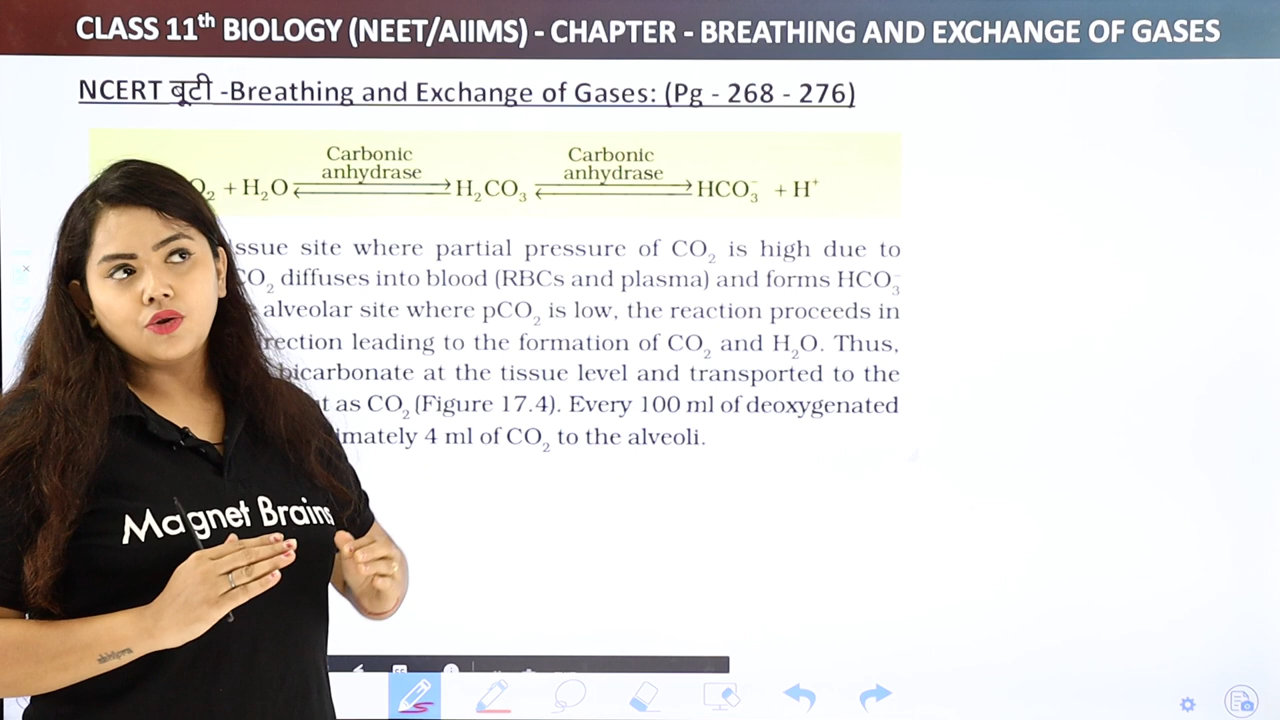 CLASS 11th BIOLOGY (NEET/AIIMS) - CHAPTER - BREATHING AND EXCHANGE OF GASES
NCERT बूटी -Breathing and Exchange of Gases: (Pg - 268 - 276)
Carbonic anhydrase Carbonic anhydrase
O₂ + H₂O ⇌ H₂CO₃ ⇌ HCO₃⁻ + H⁺
ssue site where partial pressure of CO₂ is high due to
CO₂ diffuses into blood (RBCs and plasma) and forms HCO₃⁻
alveolar site where pCO₂ is low, the reaction proceeds in
rection leading to the formation of CO₂ and H₂O. Thus,
bicarbonate at the tissue level and transported to the
t as CO₂ (Figure 17.4). Every 100 ml of deoxygenated
imately 4 ml of CO₂ to the alveoli.
Magnet Brains